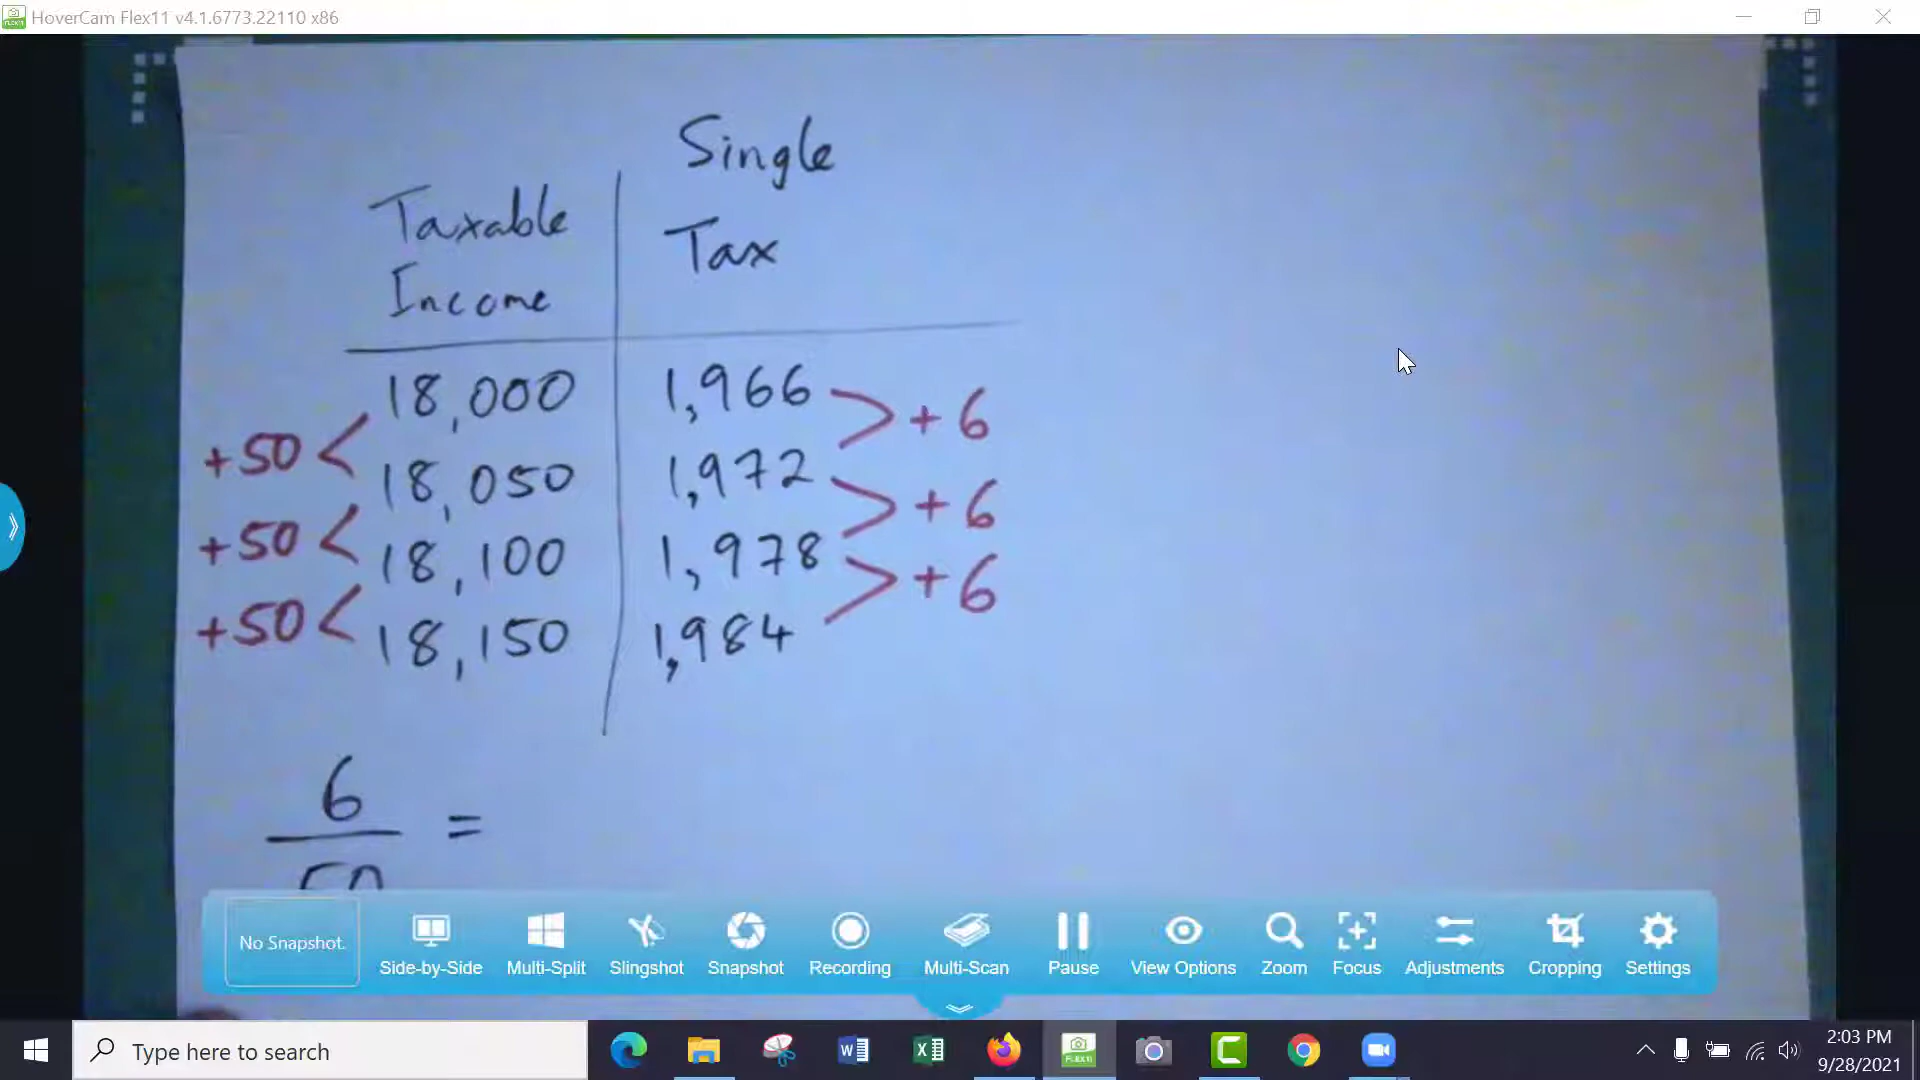 HoverCam Flex11 v4.1.6773.22110 x86
Single
Taxable Tax
Income
18,000 1,966 > + 6
+50 < 18,050 1,972 > + 6
+50 < 18,100 1,978 > + 6
+50 < 18,150 1,984
6
— =
50
No Snapshot.
Side-by-Side Multi-Split Slingshot Snapshot Recording Multi-Scan Pause View Options Zoom Focus Adjustments Cropping Settings
Type here to search
FLEX11
2:03 PM
9/28/2021